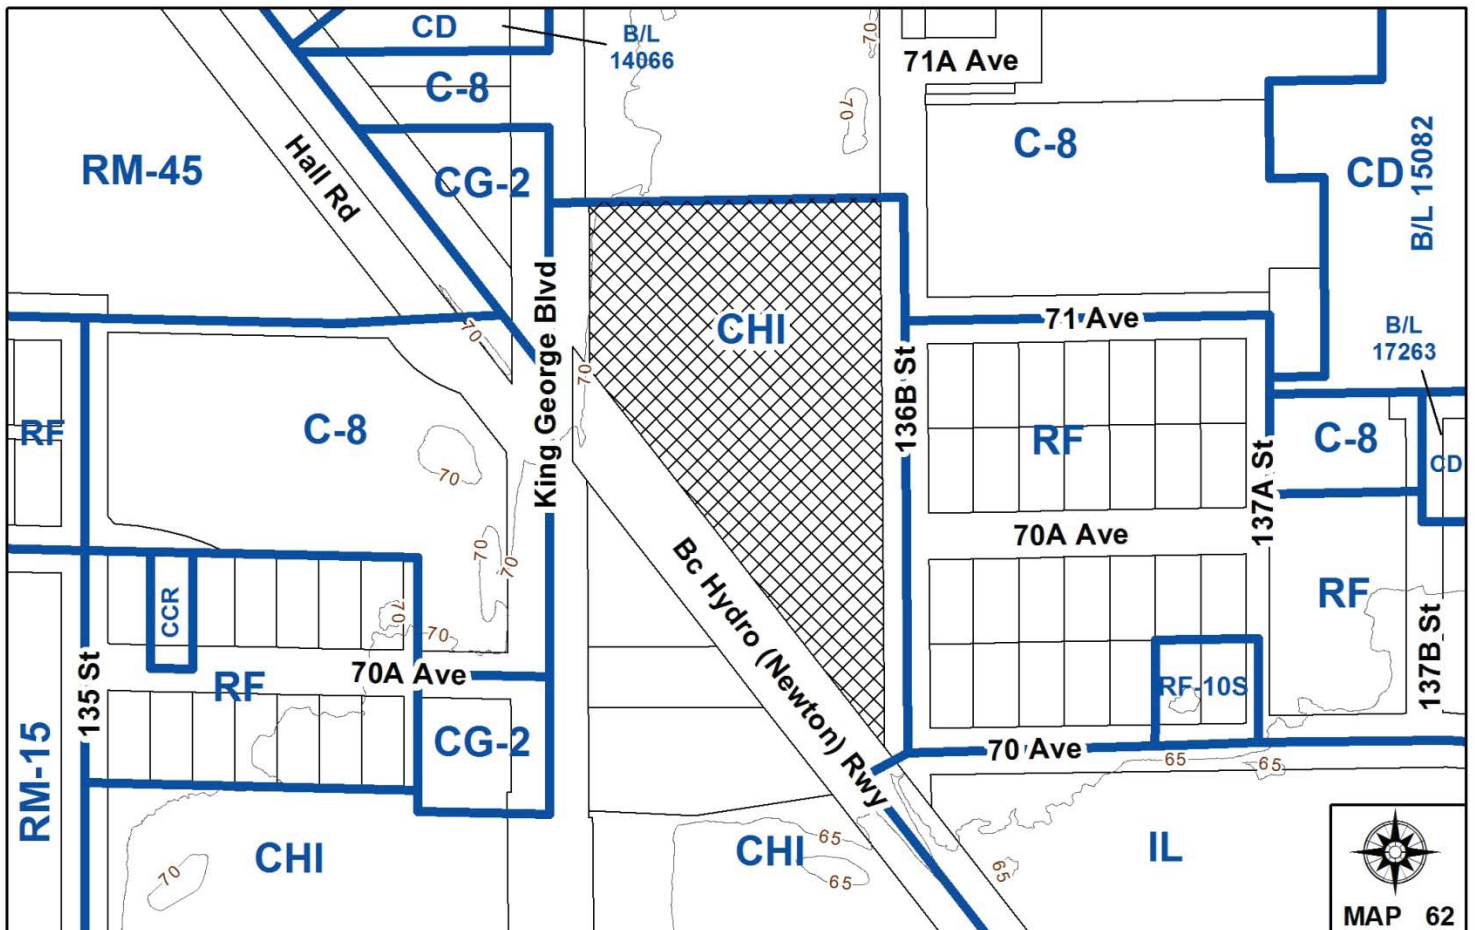 CD
B/L
14066
70
70
71A Ave
C-8
70
C-8
CD
B/L 15082
RM-45
Hall Rd
CG-2
King George Blvd
CHI
71 Ave
B/L
17263
70
70
136B St
RF
C-8
RF
C-8
CD
137A St
70
70A Ave
70
70
Bc Hydro (Newton) Rwy
CCR
70
70
RF
137B St
135 St
RF
70A Ave
RF-10S
RM-15
CG-2
70 Ave
65
65
CHI
70
CHI
65
65
65
IL
MAP 62